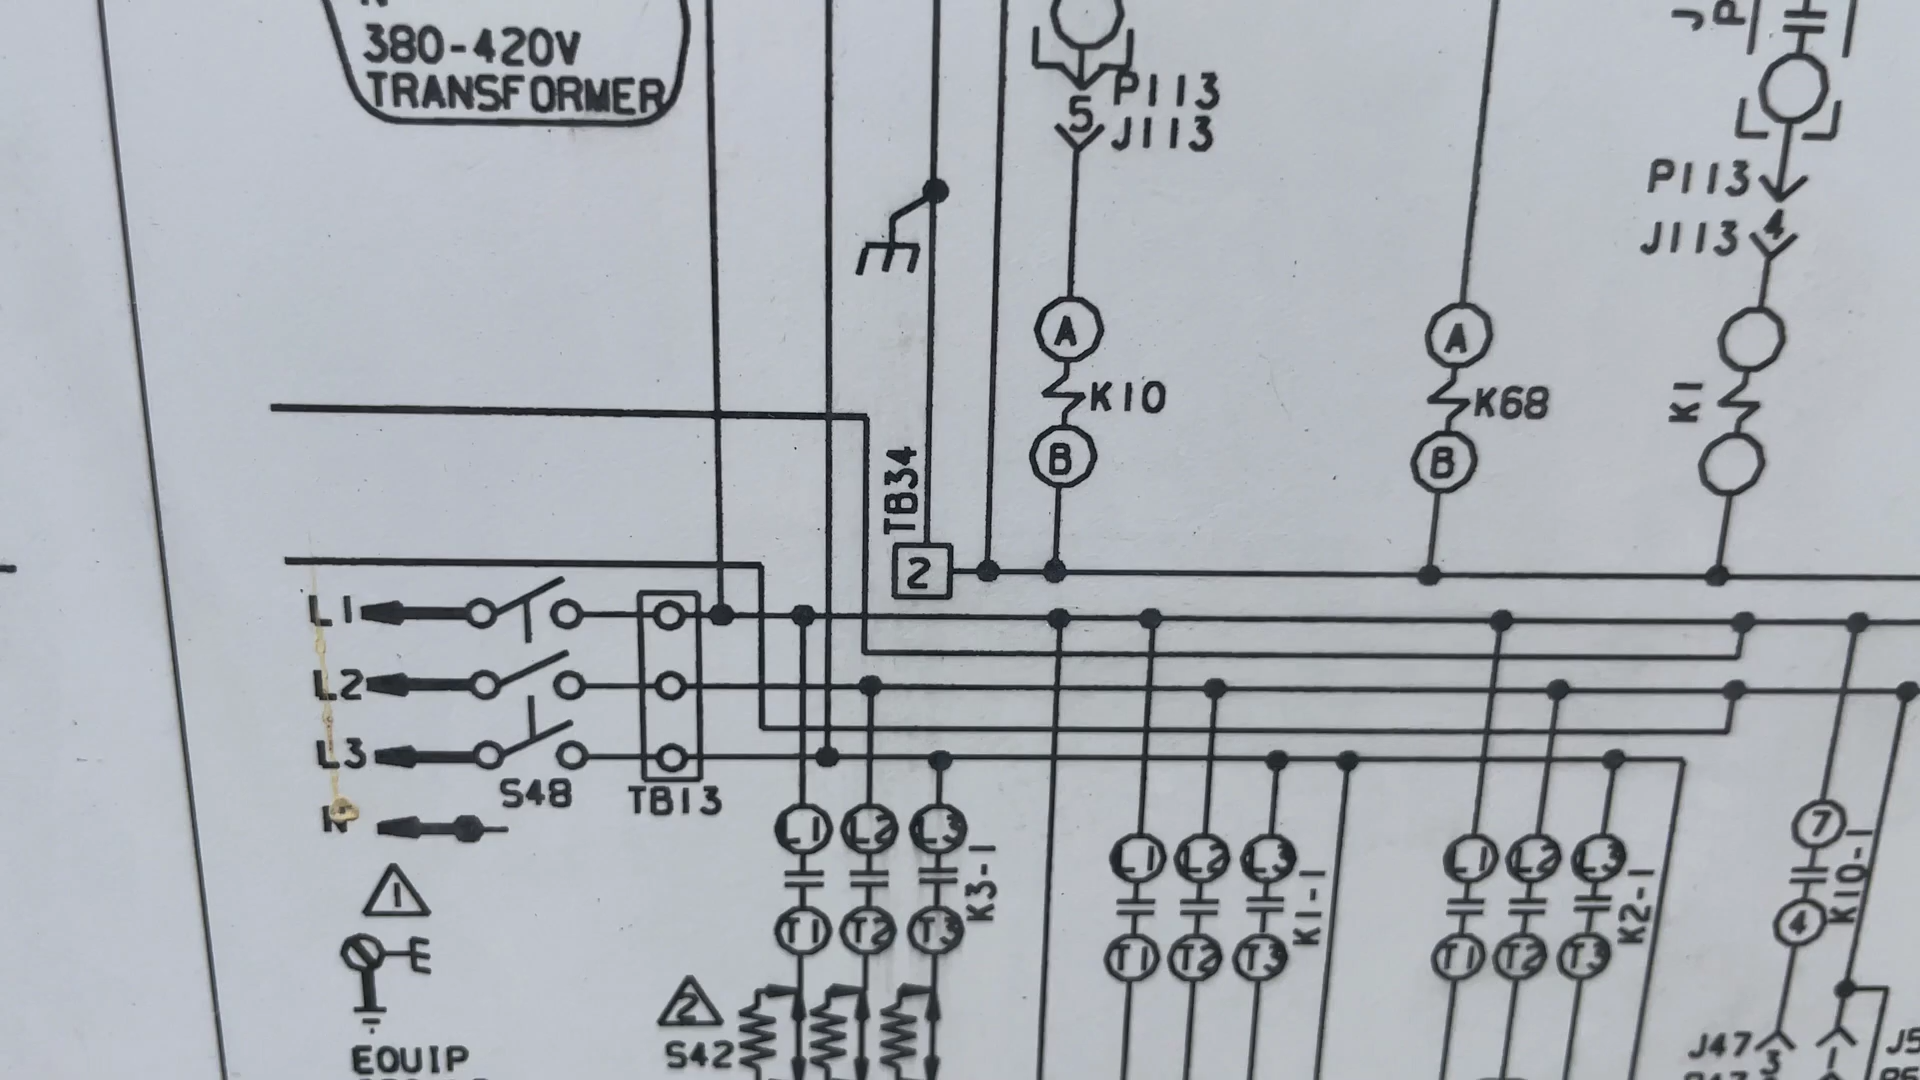 380-420V
TRANSFORMER
5
P113
J113
P113
4
J113
A
K10
B
A
K68
B
K1
TB34
2
L1
L2
L3
S48
TB13
N
L1
L2
L3
K3-1
T1
T2
T3
L1
L2
L3
K1-1
T1
T2
T3
L1
L2
L3
K2-1
T1
T2
T3
7
K10-1
4
1
E
2
S42
EQUIP
J47
3
1